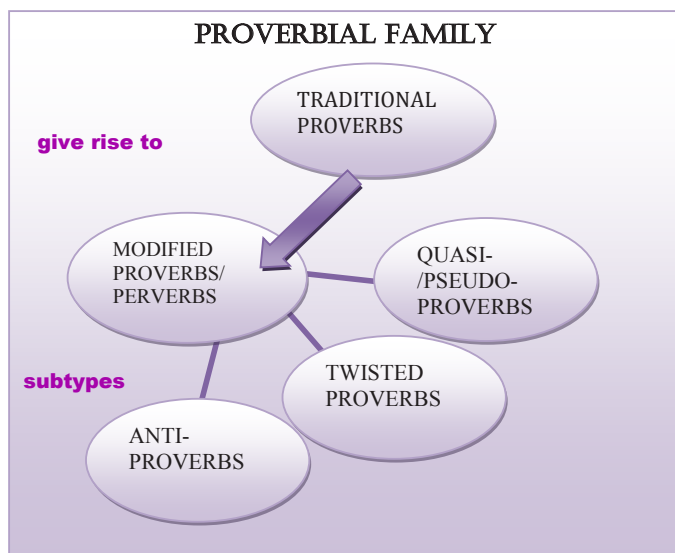 PROVERBIAL FAMILY
TRADITIONAL
PROVERBS
give rise to
MODIFIED
PROVERBS/
PERVERBS
QUASI-
/PSEUDO-
PROVERBS
subtypes
TWISTED
PROVERBS
ANTI-
PROVERBS